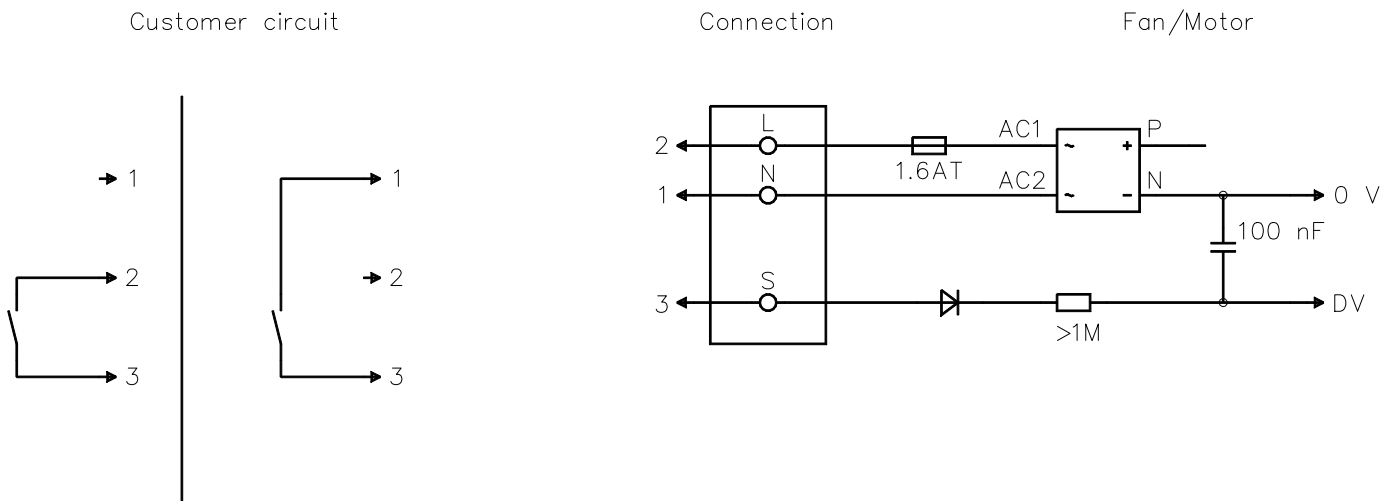 Customer circuit
Connection
Fan/Motor
1
2
3
1
2
3
2
L
1.6AT
AC1
~
+
P
1
N
AC2
~
-
N
0 V
100 nF
3
S
>1M
DV